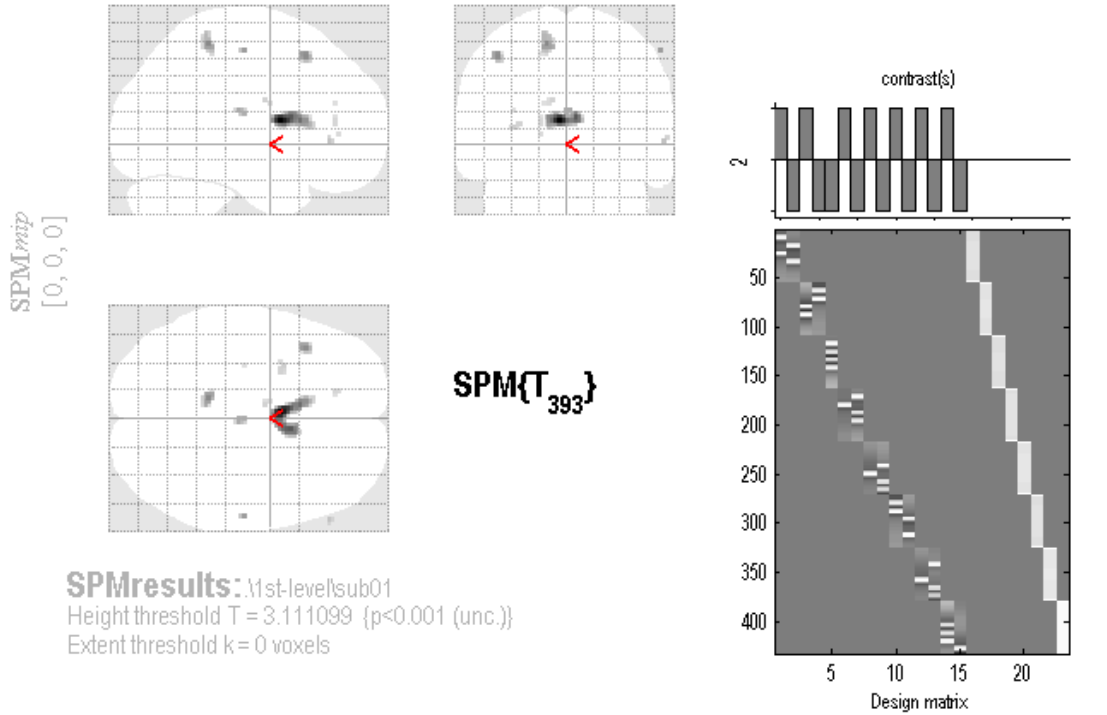 contrast(s)
2
SPMmip
[0, 0, 0]
<
<
<
SPM{T393}
50
100
150
200
250
300
350
400
5 10 15 20
Design matrix
SPMresults: .\1st-level\sub01
Height threshold T = 3.111099 {p<0.001 (unc.)}
Extent threshold k = 0 voxels